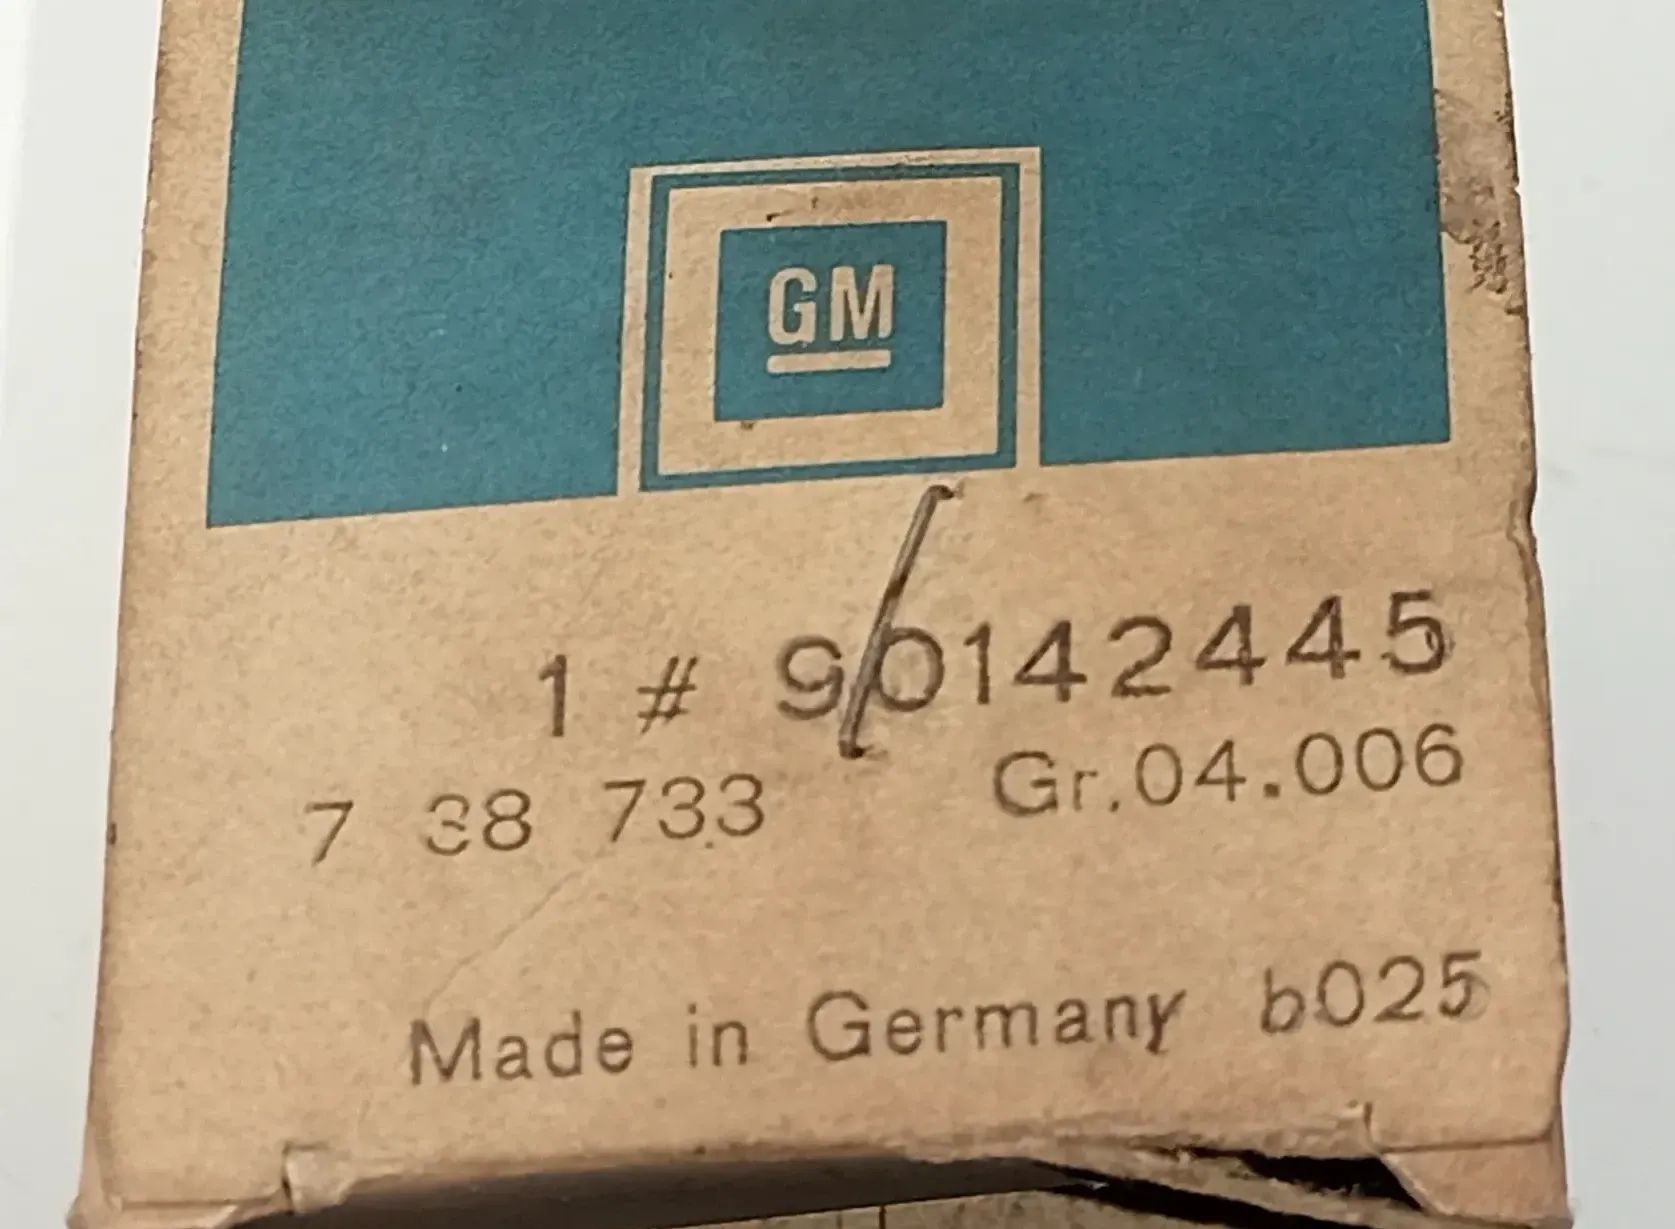 GM
1 # 90142445
7 38 733 Gr.04.006
Made in Germany b025